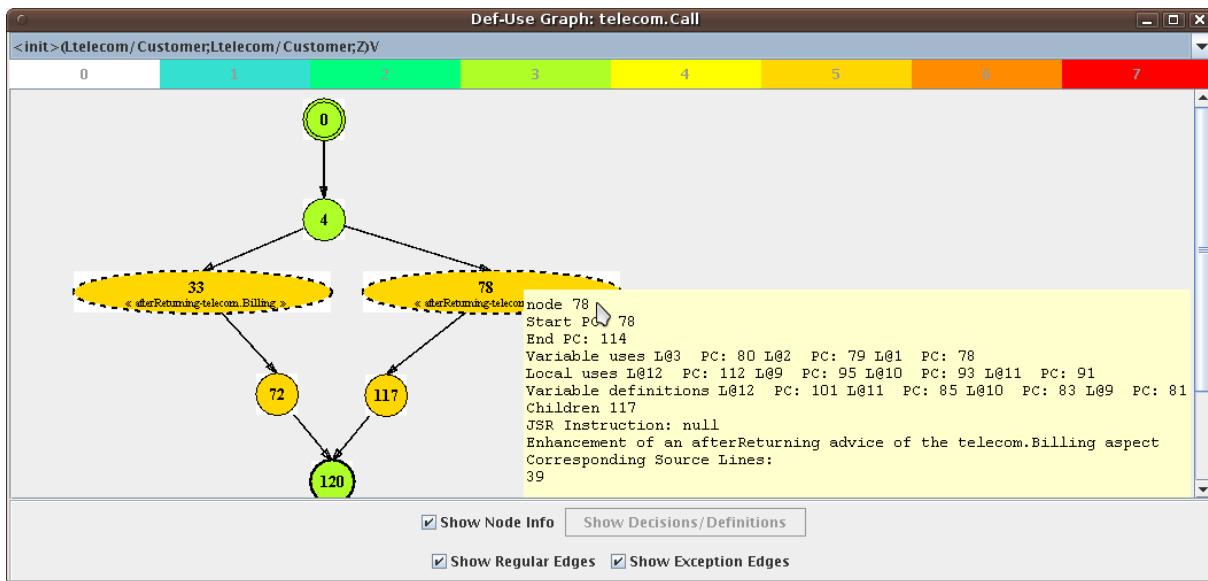 Def-Use Graph: telecom.Call
<init>(Ltelecom/Customer;Ltelecom/Customer;Z)V
0 1 2 3 4 5 6 7
0
4
33
« afterReturning-telecom.Billing »
78
« afterReturning-teleco
node 78
Start PC: 78
End PC: 114
Variable uses L@3 PC: 80 L@2 PC: 79 L@1 PC: 78
Local uses L@12 PC: 112 L@9 PC: 95 L@10 PC: 93 L@11 PC: 91
Variable definitions L@12 PC: 101 L@11 PC: 85 L@10 PC: 83 L@9 PC: 81
Children 117
JSR Instruction: null
Enhancement of an afterReturning advice of the telecom.Billing aspect
Corresponding Source Lines:
39
72
117
120
Show Node Info
Show Decisions/Definitions
Show Regular Edges
Show Exception Edges